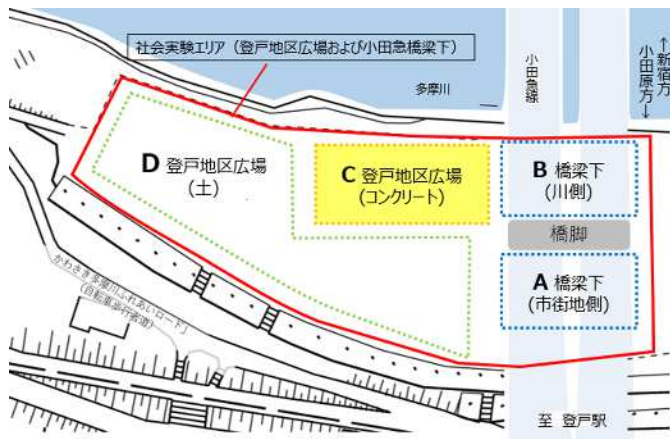 社会実験エリア（登戸地区広場および小田急橋梁下）
多摩川
小田急線
↑新宿方
小田原方↓
D 登戸地区広場
(土)
C 登戸地区広場
(コンクリート)
B 橋梁下
(川側)
橋脚
A 橋梁下
(市街地側)
かわさき多摩川ふれあいロード」
（自転車歩行者道）
至 登戸駅